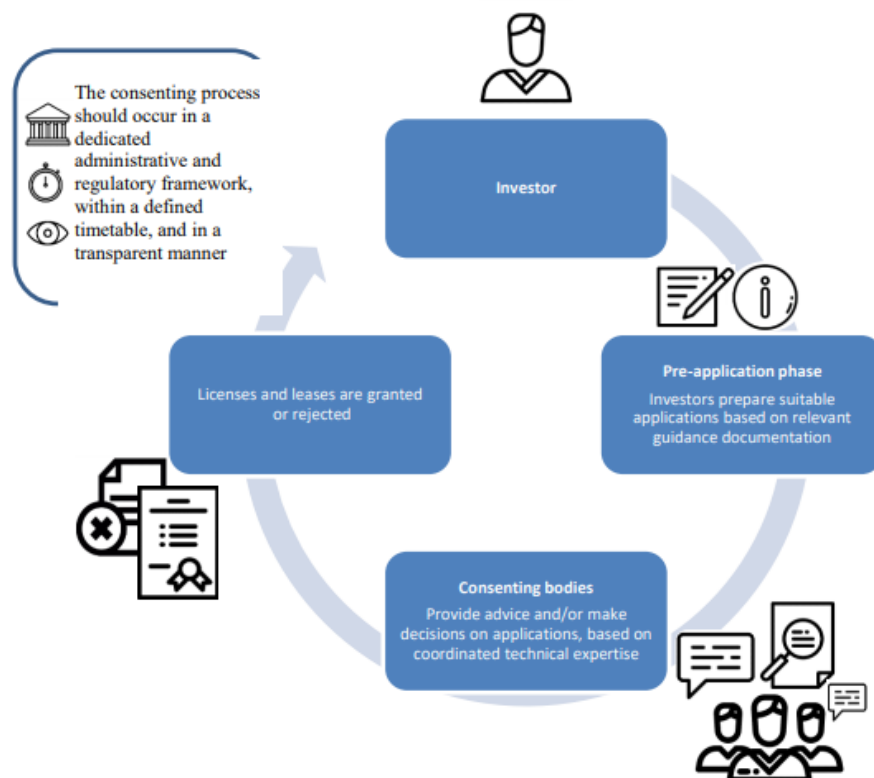 The consenting process
should occur in a
dedicated
administrative and
regulatory framework,
within a defined
timetable, and in a
transparent manner
Investor
Pre-application phase
Investors prepare suitable
applications based on relevant
guidance documentation
Consenting bodies
Provide advice and/or make
decisions on applications, based on
coordinated technical expertise
Licenses and leases are granted
or rejected